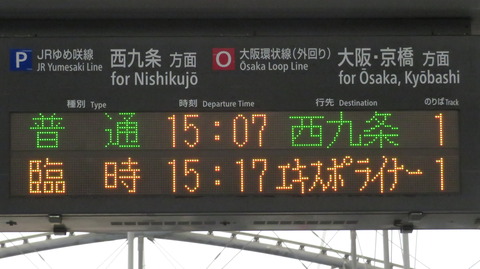 P JRゆめ咲線 西九条 方面 O 大阪環状線(外回り) 大阪・京橋 方面
JR Yumesaki Line for Nishikujō Ōsaka Loop Line for Ōsaka, Kyōbashi
種別 Type 時刻 Departure Time 行先 Destination のりば Track
普通 15:07 西九条 1
臨時 15:17 エキスポライナー 1